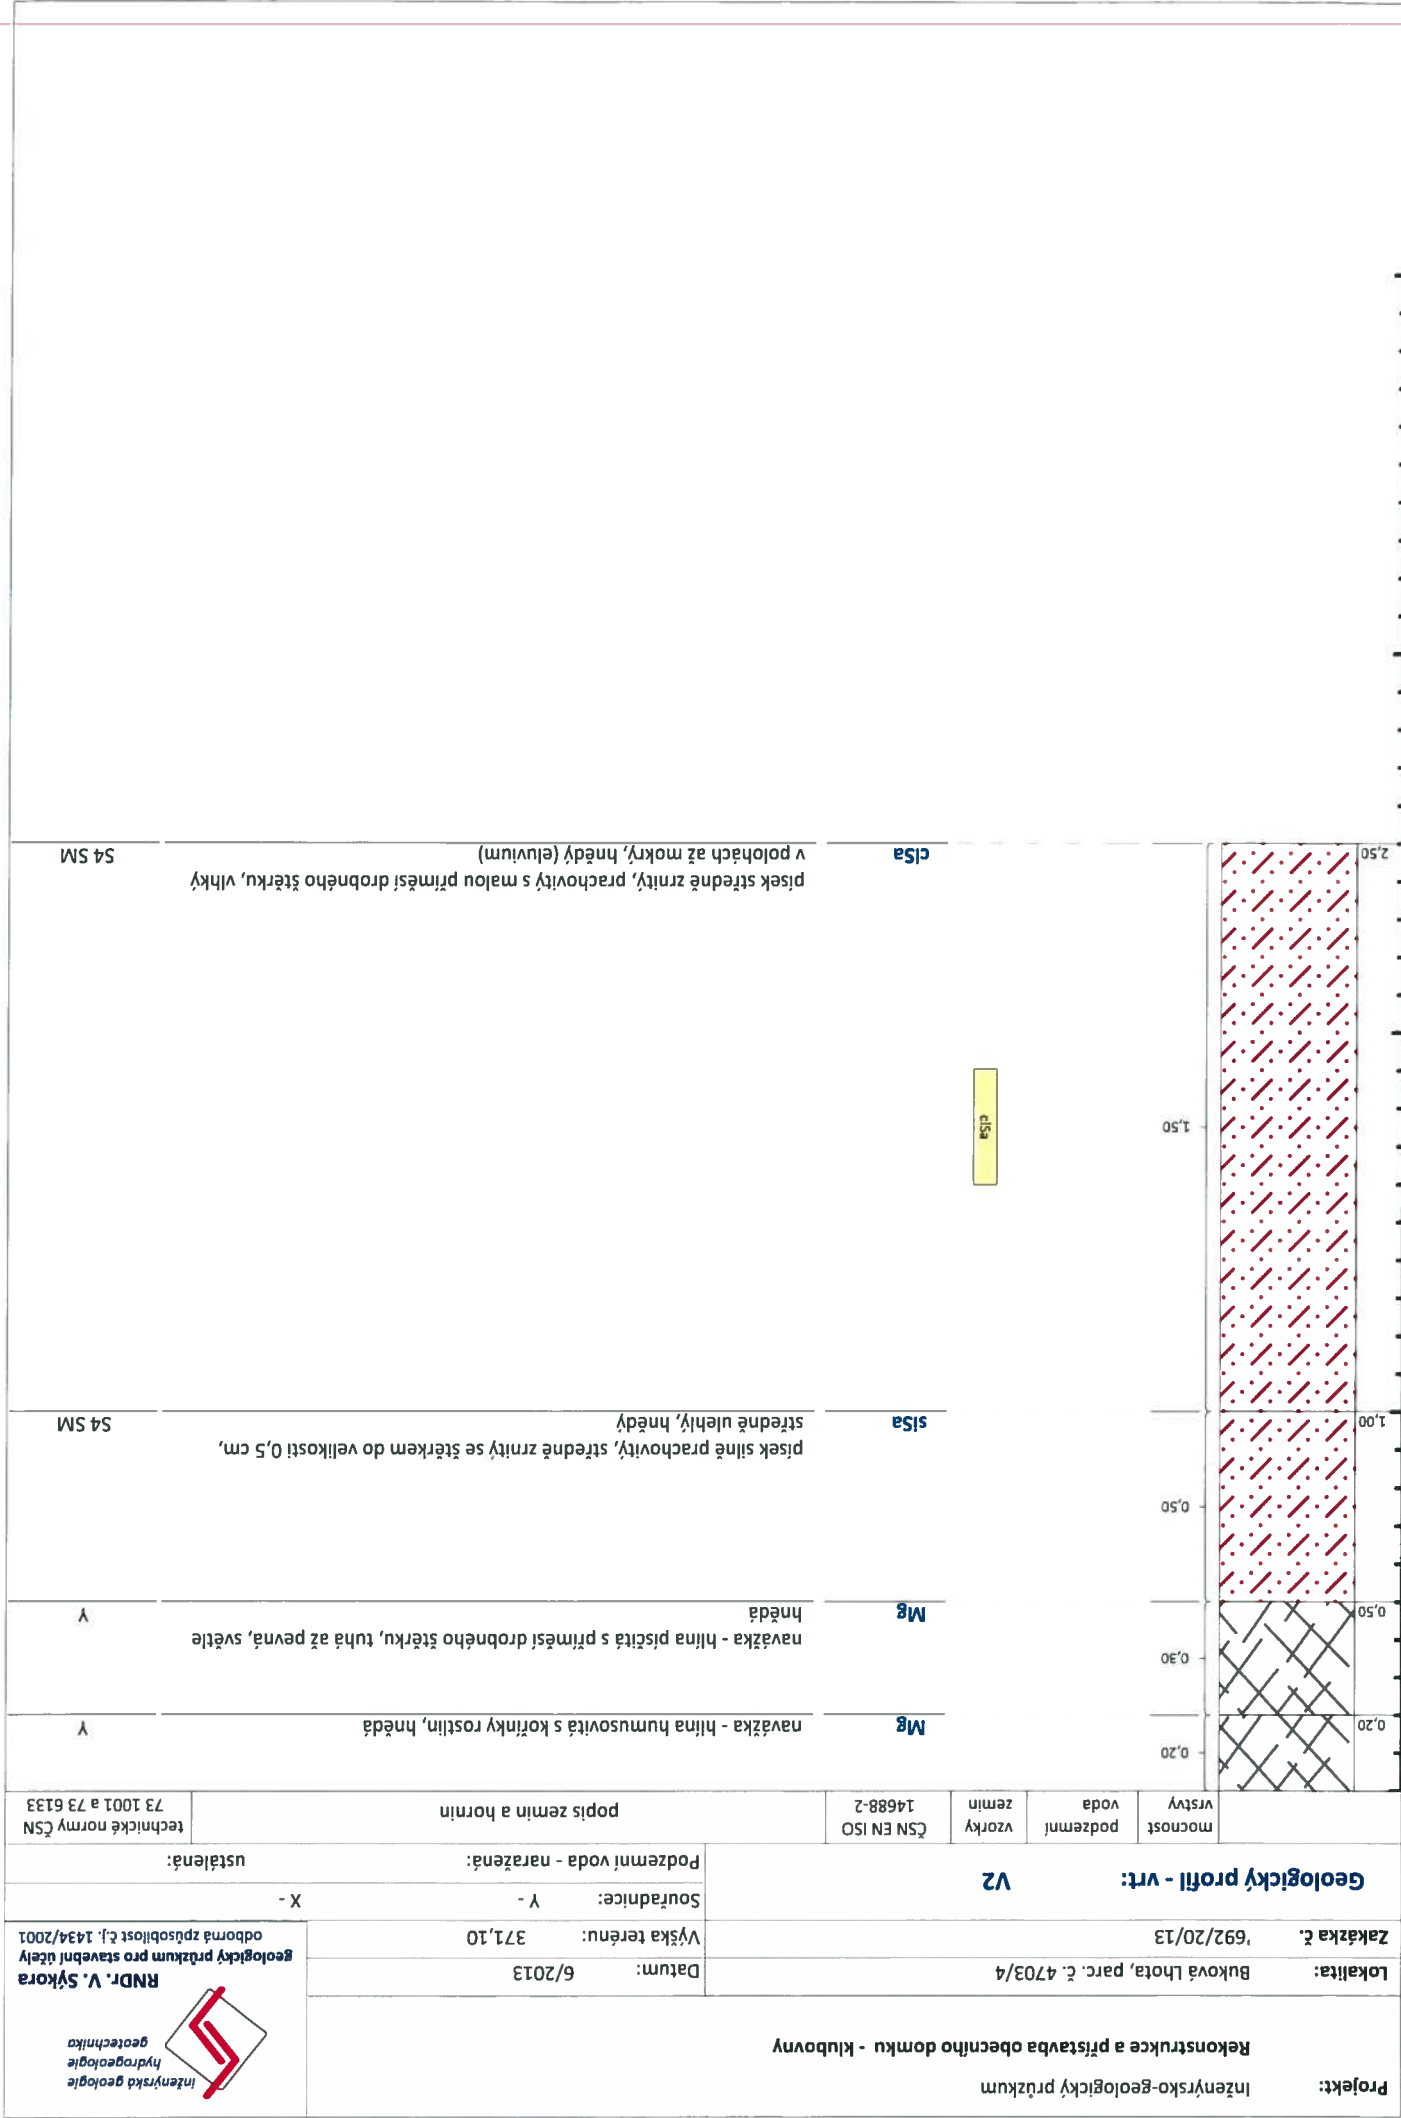 Projekt: Inženýrsko-geologický průzkum
Rekonstrukce a přístavba obecního domku - klubovny
inženýrská geologie
hydrogeologie
geotechnika
RNDr. V. Sýkora
geologický průzkum pro stavební účely
odborná způsobilost č.j. 1434/2001
Lokalita: Buková Lhota, parc. č. 4703/4
Datum: 6/2013
Zakázka č. '692/20/13
Výška terénu: 371,10
Geologický profil - vrt: V2
Souřadnice: Y - X -
Podzemní voda - naražená: ustálená:
mocnost
vrstvy
podzemní
voda
vzorky
zemin
ČSN EN ISO
14688-2
popis zemin a hornin
technické normy ČSN
73 1001 a 73 6133
0,20
0,20
Mg
navážka - hlína humusovitá s kořínky rostlin, hnědá
Y
0,30
0,50
navážka - hlína písčitá s příměsí drobného štěrku, tuhá až pevná, světle
hnědá
Mg
Y
0,50
1,00
písek silně prachovitý, středně zrnitý se štěrkem do velikosti 0,5 cm,
středně ulehlý, hnědý
siSa
S4 SM
1,50
clSa
2,50
písek středně zrnitý, prachovitý s malou příměsí drobného štěrku, vlhký
v polohách až mokrý, hnědý (eluvium)
clSa
S4 SM